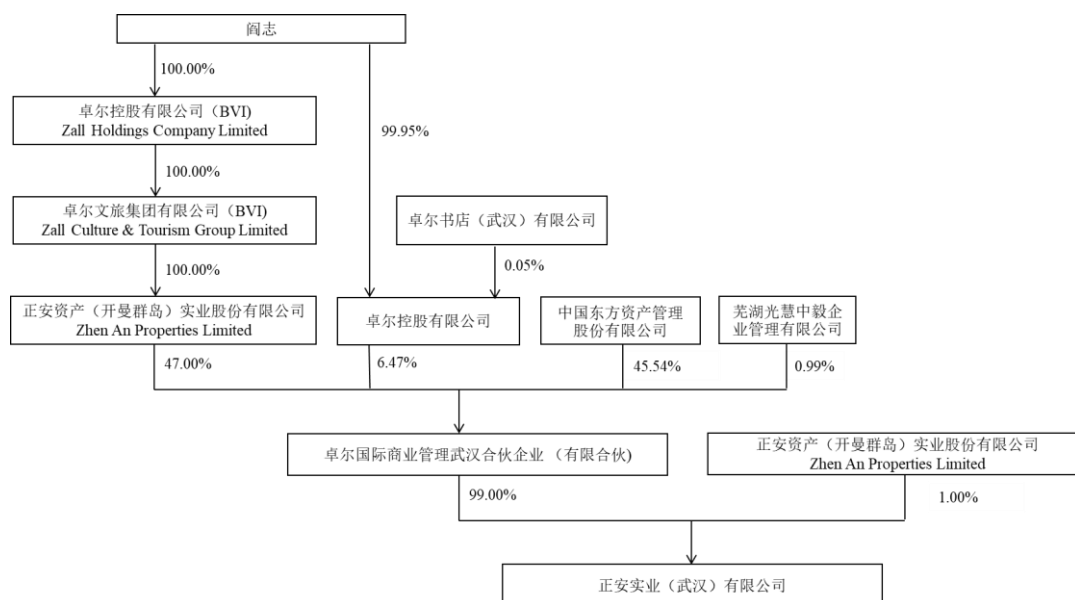 阎志
100.00%
卓尔控股有限公司（BVI)
Zall Holdings Company Limited
99.95%
100.00%
卓尔文旅集团有限公司（BVI）
Zall Culture & Tourism Group Limited
卓尔书店（武汉）有限公司
100.00%
0.05%
正安资产（开曼群岛）实业股份有限公司
Zhen An Properties Limited
卓尔控股有限公司
中国东方资产管理
股份有限公司
芜湖光慧中毅企
业管理有限公司
47.00%
6.47%
45.54%
0.99%
卓尔国际商业管理武汉合伙企业 （有限合伙)
正安资产（开曼群岛）实业股份有限公司
Zhen An Properties Limited
99.00%
1.00%
正安实业（武汉）有限公司